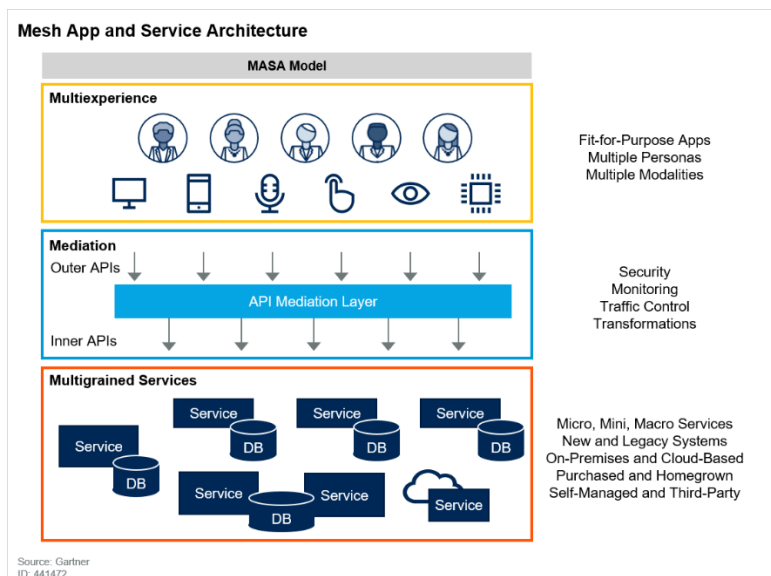 Mesh App and Service Architecture
MASA Model
Multiexperience
Fit-for-Purpose Apps
Multiple Personas
Multiple Modalities
Mediation
Outer APIs
API Mediation Layer
Inner APIs
Security
Monitoring
Traffic Control
Transformations
Multigrained Services
Service
DB
Service
DB
Service
DB
Service
DB
Service
DB
Service
Service
Micro, Mini, Macro Services
New and Legacy Systems
On-Premises and Cloud-Based
Purchased and Homegrown
Self-Managed and Third-Party
Source: Gartner
ID: 441472